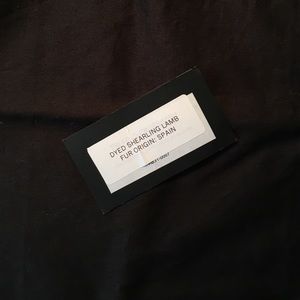 DYED SHEARLING LAMB
FUR ORIGIN: SPAIN